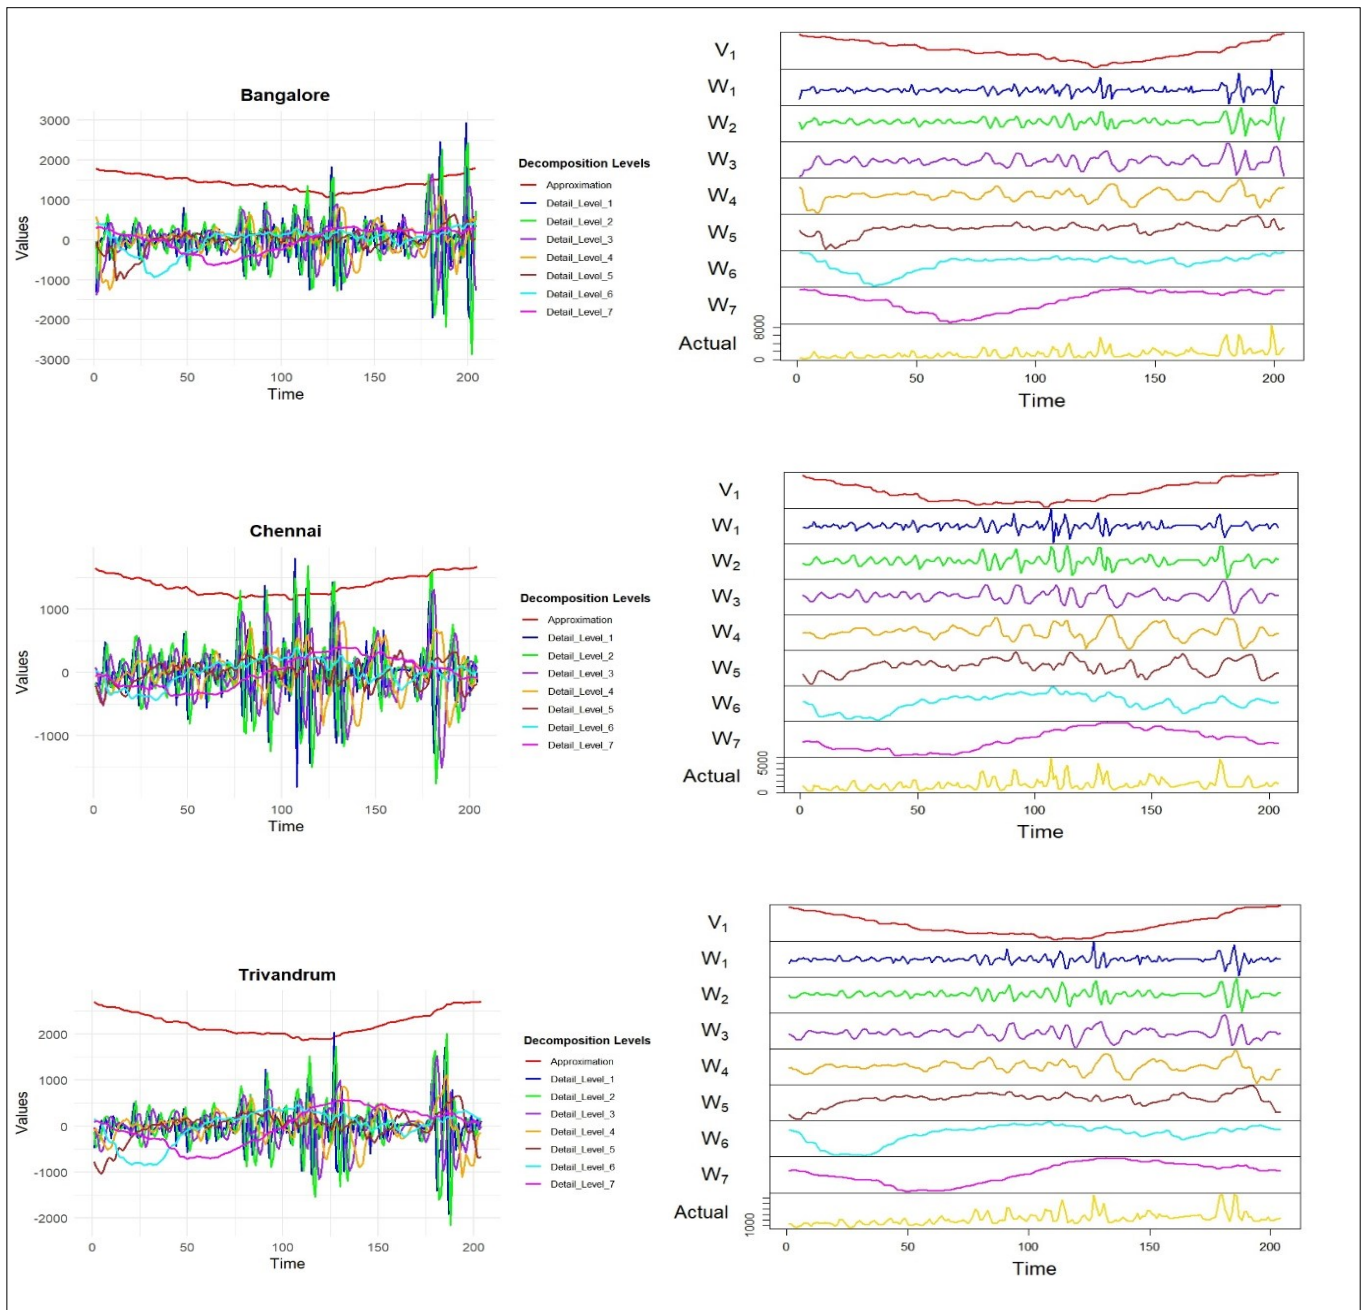 Bangalore
3000
2000
1000
0
-1000
-2000
-3000
Values
0 50 100 150 200
Time
Decomposition Levels
Approximation
Detail_Level_1
Detail_Level_2
Detail_Level_3
Detail_Level_4
Detail_Level_5
Detail_Level_6
Detail_Level_7
V1
W1
W2
W3
W4
W5
W6
W7
Actual
8000
0
0 50 100 150 200
Time
Chennai
1000
0
-1000
Values
0 50 100 150 200
Time
Decomposition Levels
Approximation
Detail_Level_1
Detail_Level_2
Detail_Level_3
Detail_Level_4
Detail_Level_5
Detail_Level_6
Detail_Level_7
V1
W1
W2
W3
W4
W5
W6
W7
Actual
5000
0
0 50 100 150 200
Time
Trivandrum
2000
1000
0
-1000
-2000
Values
0 50 100 150 200
Time
Decomposition Levels
Approximation
Detail_Level_1
Detail_Level_2
Detail_Level_3
Detail_Level_4
Detail_Level_5
Detail_Level_6
Detail_Level_7
V1
W1
W2
W3
W4
W5
W6
W7
Actual
1000
0 50 100 150 200
Time